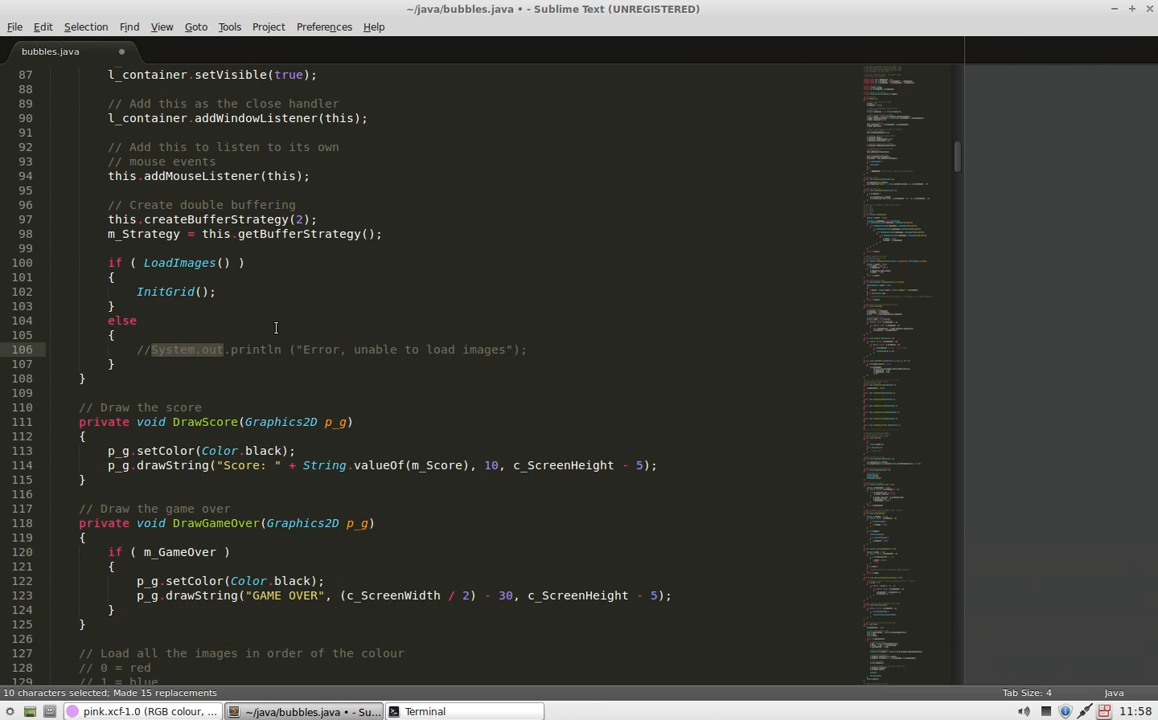 ~/java/bubbles.java • - Sublime Text (UNREGISTERED)
File Edit Selection Find View Goto Tools Project Preferences Help
bubbles.java
87 l_container.setVisible(true);
88
89 // Add this as the close handler
90 l_container.addWindowListener(this);
91
92 // Add this to listen to its own
93 // mouse events
94 this.addMouseListener(this);
95
96 // Create double buffering
97 this.createBufferStrategy(2);
98 m_Strategy = this.getBufferStrategy();
99
100 if ( LoadImages() )
101 {
102 InitGrid();
103 }
104 else
105 {
106 //System.out.println ("Error, unable to load images");
107 }
108 }
109
110 // Draw the score
111 private void DrawScore(Graphics2D p_g)
112 {
113 p_g.setColor(Color.black);
114 p_g.drawString("Score: " + String.valueOf(m_Score), 10, c_ScreenHeight - 5);
115 }
116
117 // Draw the game over
118 private void DrawGameOver(Graphics2D p_g)
119 {
120 if ( m_GameOver )
121 {
122 p_g.setColor(Color.black);
123 p_g.drawString("GAME OVER", (c_ScreenWidth / 2) - 30, c_ScreenHeight - 5);
124 }
125 }
126
127 // Load all the images in order of the colour
128 // 0 = red
129 // 1 = blue
10 characters selected; Made 15 replacements Tab Size: 4 Java
pink.xcf-1.0 (RGB colour, ... ~/java/bubbles.java • - Su... Terminal 11:58